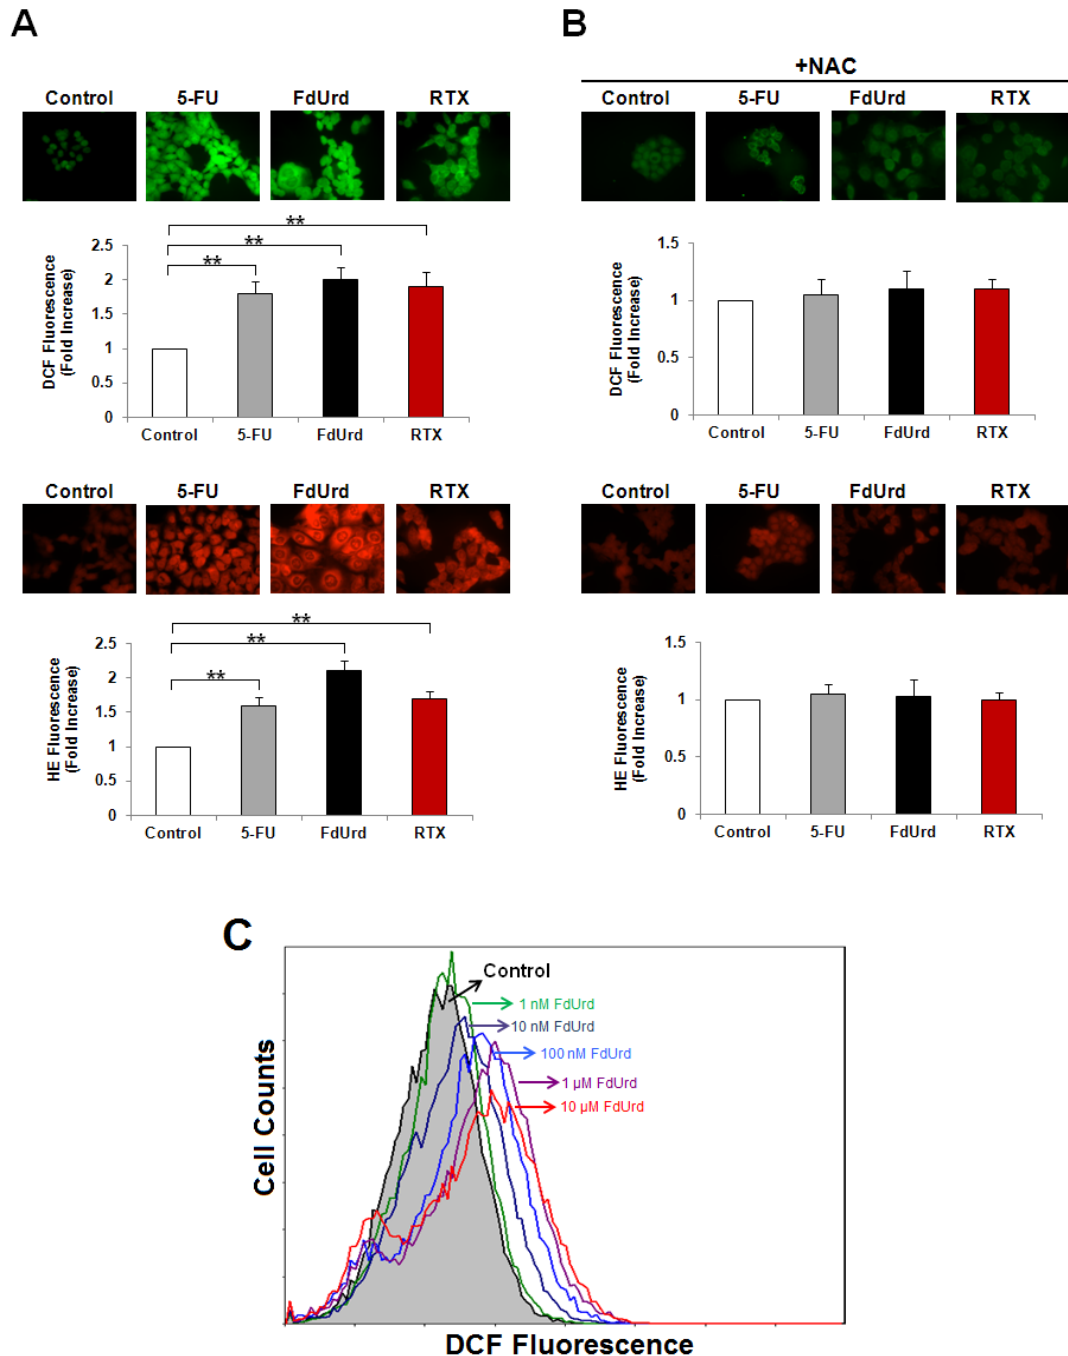 A
Control 5-FU FdUrd RTX
**
**
**
2.5
2
1.5
1
0.5
0
DCF Fluorescence
(Fold Increase)
Control 5-FU FdUrd RTX
Control 5-FU FdUrd RTX
**
**
**
2.5
2
1.5
1
0.5
0
HE Fluorescence
(Fold Increase)
Control 5-FU FdUrd RTX
B
+NAC
Control 5-FU FdUrd RTX
1.5
1
0.5
0
DCF Fluorescence
(Fold Increase)
Control 5-FU FdUrd RTX
Control 5-FU FdUrd RTX
1.5
1
0.5
0
HE Fluorescence
(Fold Increase)
Control 5-FU FdUrd RTX
C
Control
1 nM FdUrd
10 nM FdUrd
100 nM FdUrd
1 µM FdUrd
10 µM FdUrd
Cell Counts
DCF Fluorescence